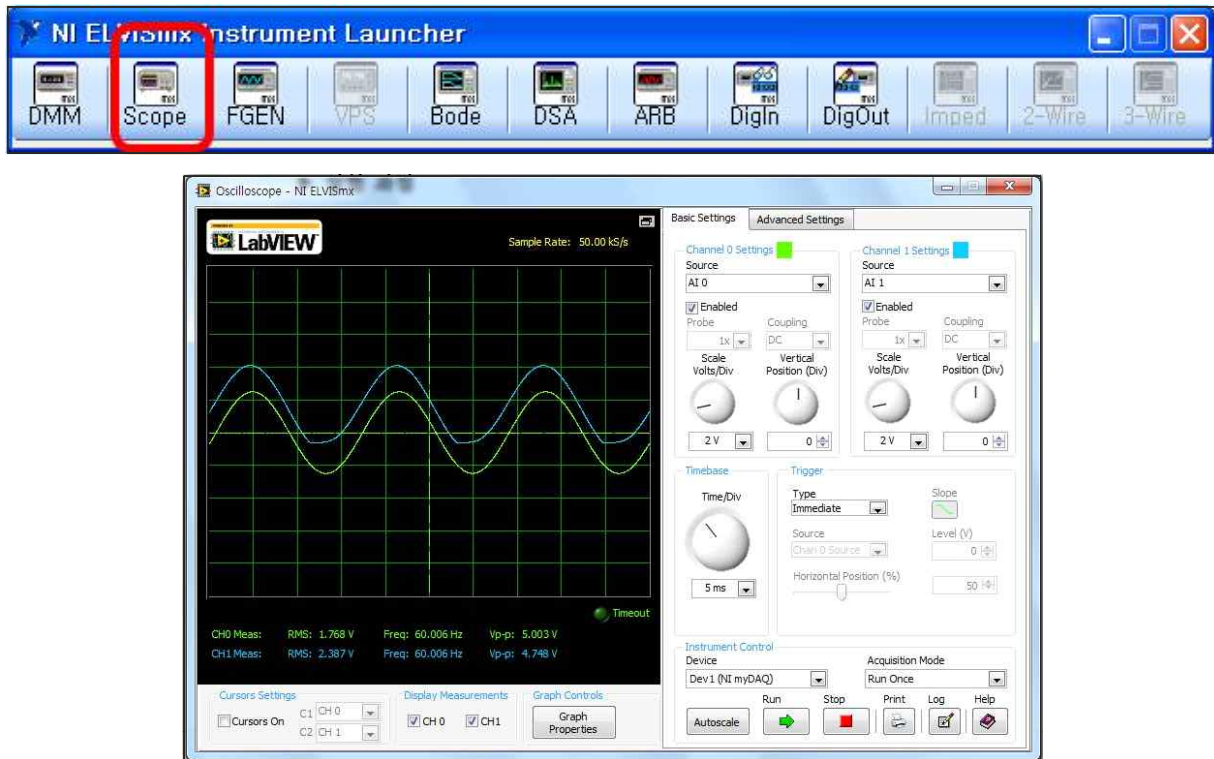 NI ELVISmx Instrument Launcher
DMM Scope FGEN VPS Bode DSA ARB DigIn DigOut Imped 2-Wire 3-Wire
Oscilloscope - NI ELVISmx
LabVIEW
Sample Rate: 50.00 kS/s
Timeout
CH0 Meas: RMS: 1.768 V Freq: 60.006 Hz Vp-p: 5.003 V
CH1 Meas: RMS: 2.387 V Freq: 60.006 Hz Vp-p: 4.748 V
Cursors Settings
Cursors On
C1 CH 0
C2 CH 1
Display Measurements
CH 0 CH1
Graph Controls
Graph
Properties
Basic Settings Advanced Settings
Channel 0 Settings
Source
AI 0
Enabled
Probe Coupling
1x DC
Scale Vertical
Volts/Div Position (Div)
2 V 0
Channel 1 Settings
Source
AI 1
Enabled
Probe Coupling
1x DC
Scale Vertical
Volts/Div Position (Div)
2 V 0
Timebase
Time/Div
5 ms
Trigger
Type Slope
Immediate
Source Level (V)
Chan 0 Source 0
Horizontal Position (%)
50
Instrument Control
Device Acquisition Mode
Dev1 (NI myDAQ) Run Once
Run Stop Print Log Help
Autoscale